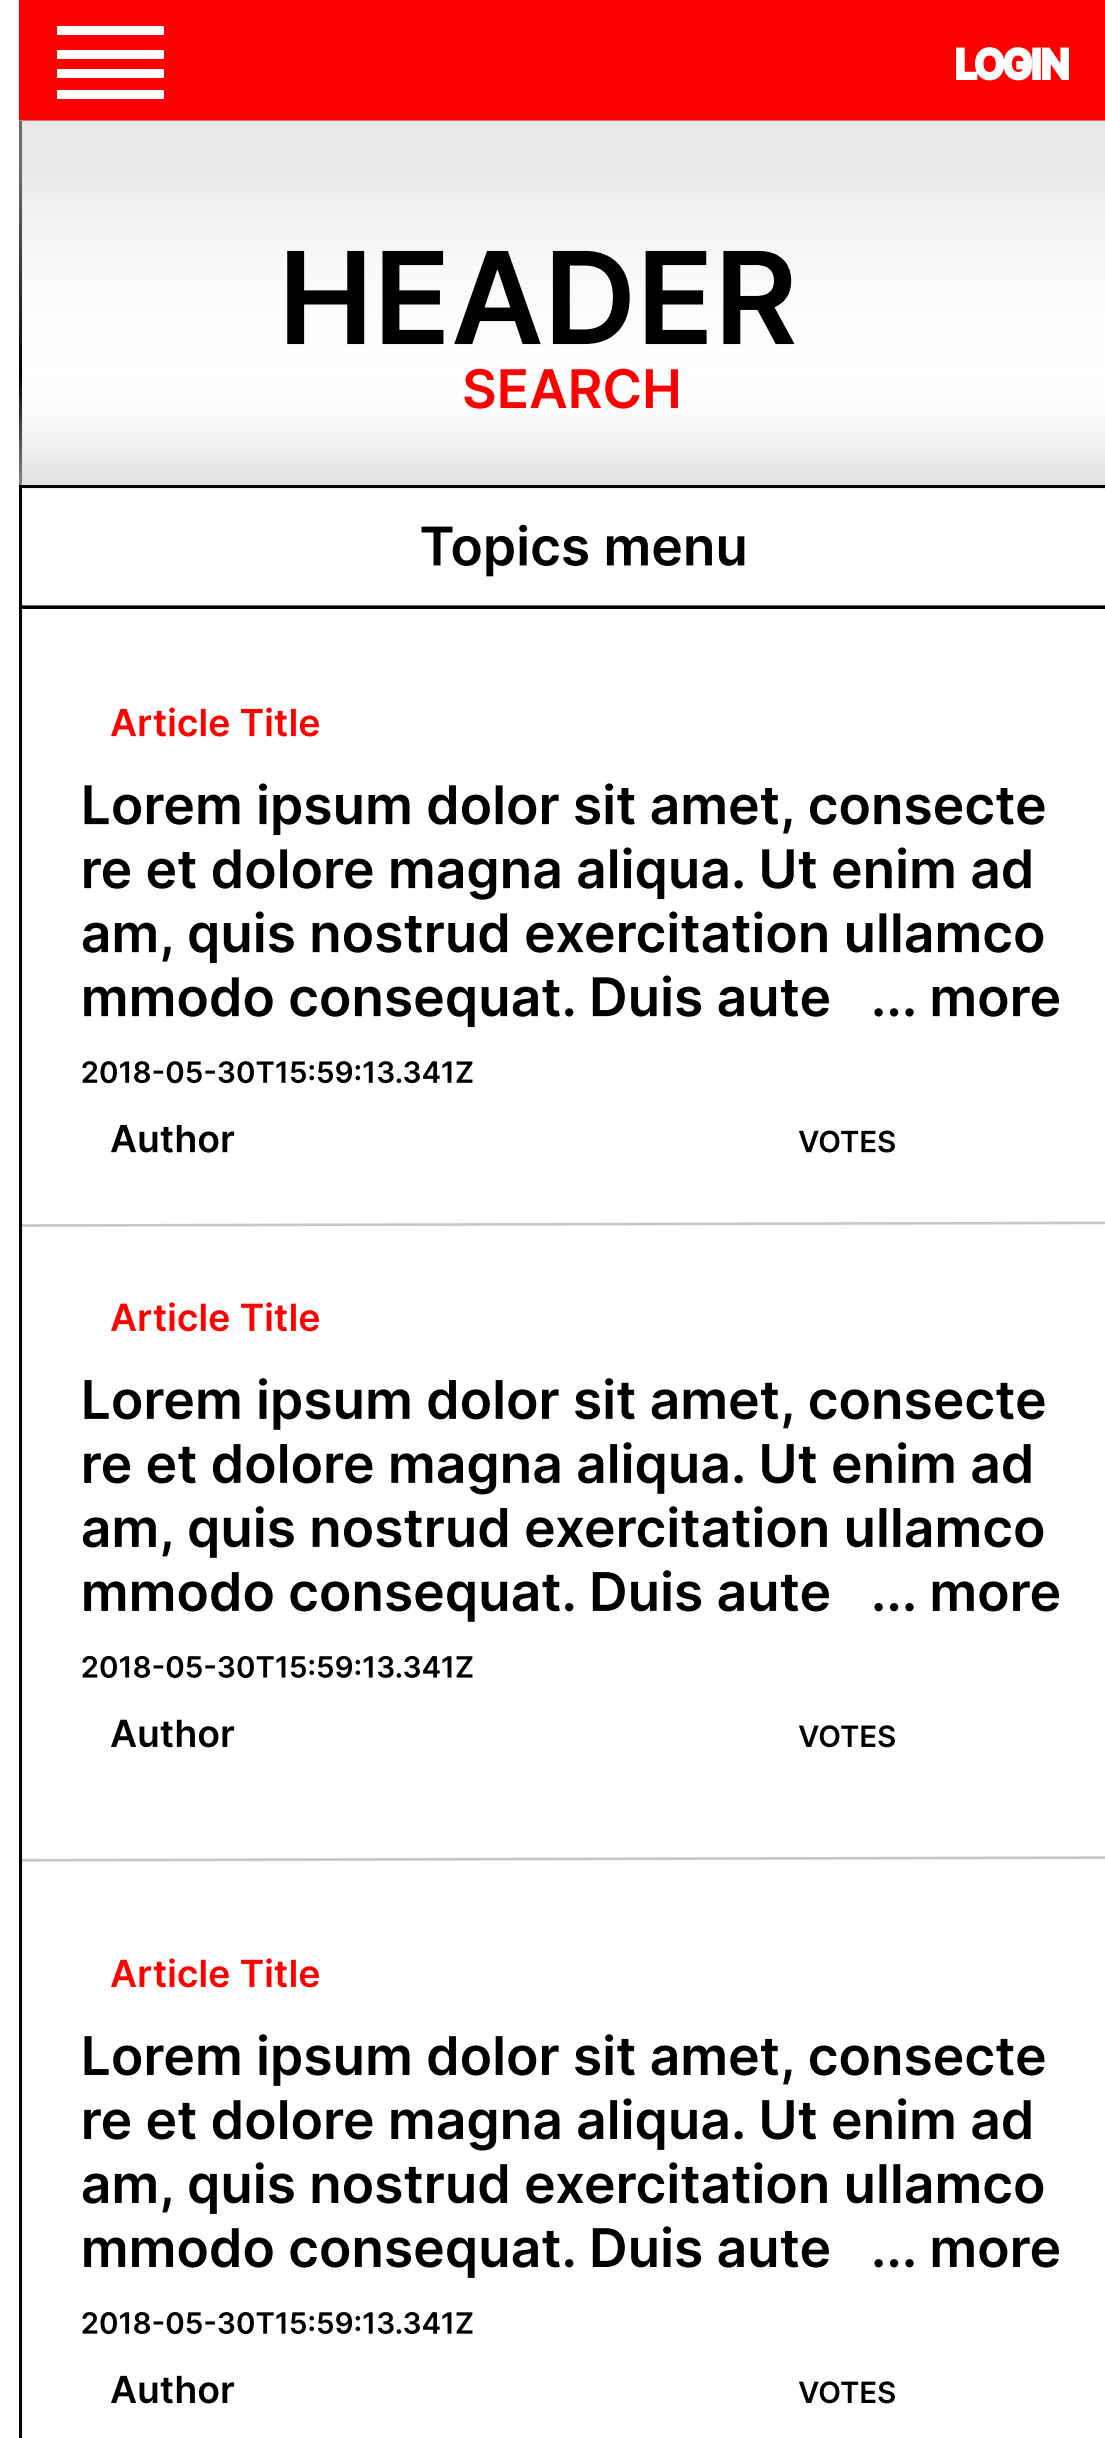 LOGIN
HEADER
SEARCH
Topics menu
Article Title
Lorem ipsum dolor sit amet, consecte
re et dolore magna aliqua. Ut enim ad
am, quis nostrud exercitation ullamco
mmodo consequat. Duis aute ... more
2018-05-30T15:59:13.341Z
Author VOTES
Article Title
Lorem ipsum dolor sit amet, consecte
re et dolore magna aliqua. Ut enim ad
am, quis nostrud exercitation ullamco
mmodo consequat. Duis aute ... more
2018-05-30T15:59:13.341Z
Author VOTES
Article Title
Lorem ipsum dolor sit amet, consecte
re et dolore magna aliqua. Ut enim ad
am, quis nostrud exercitation ullamco
mmodo consequat. Duis aute ... more
2018-05-30T15:59:13.341Z
Author VOTES